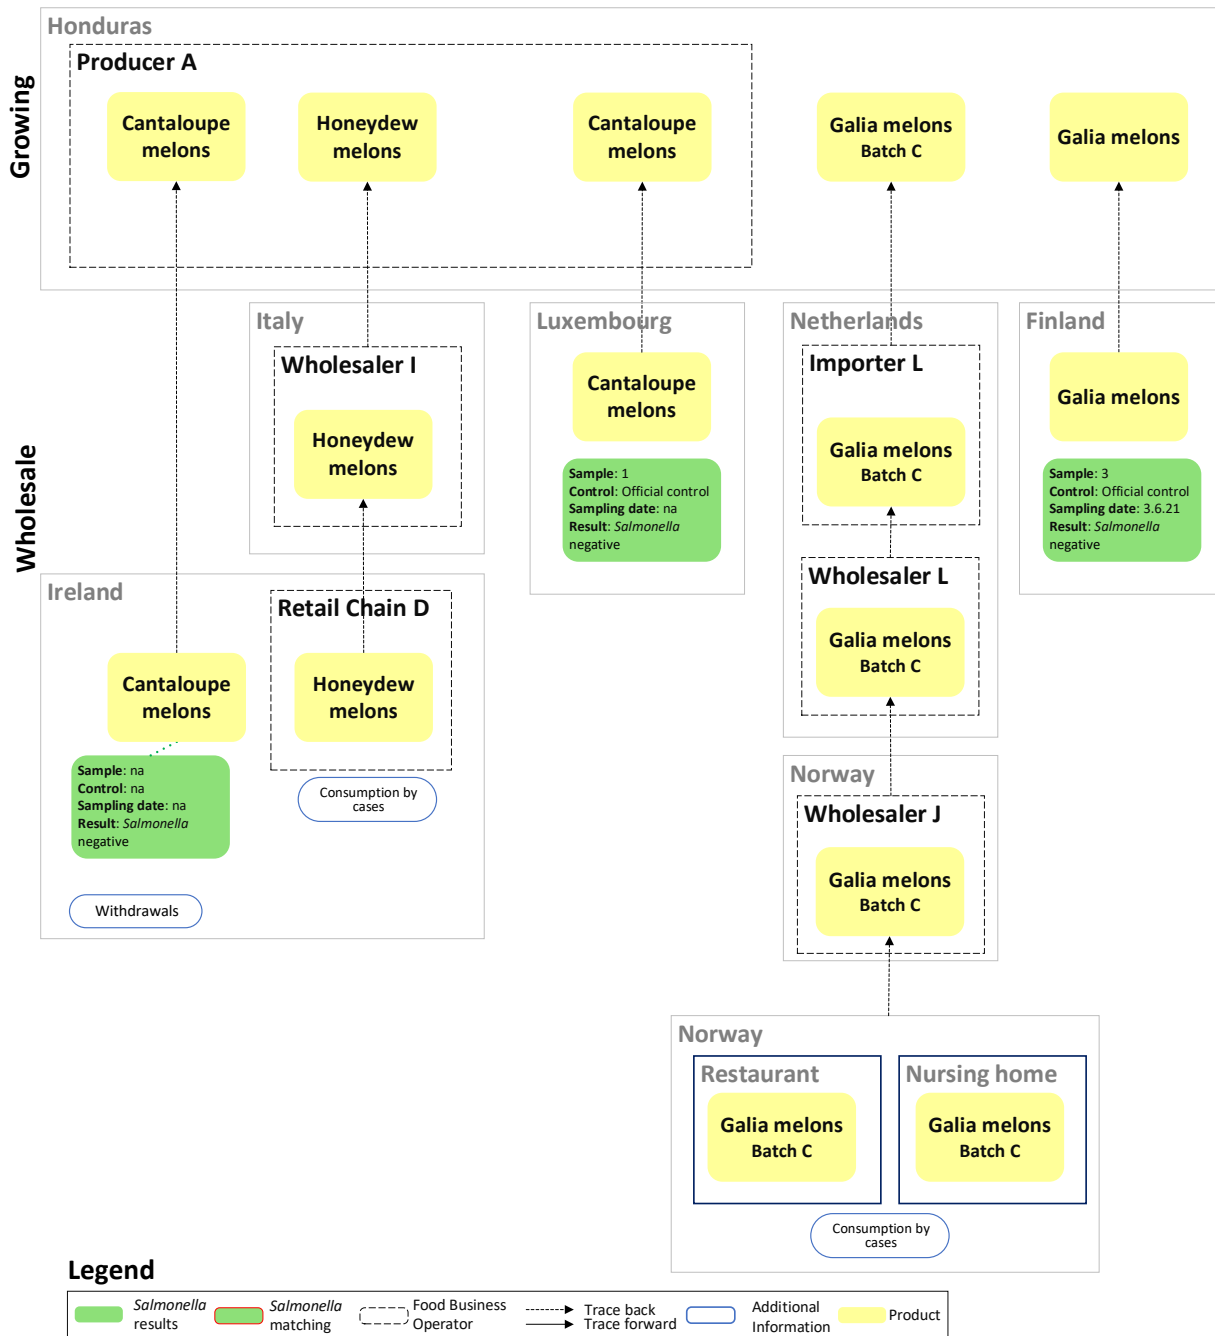 Honduras
Growing
Producer A
Cantaloupe
melons
Honeydew
melons
Cantaloupe
melons
Galia melons
Batch C
Galia melons
Wholesale
Italy
Wholesaler I
Honeydew
melons
Luxembourg
Cantaloupe
melons
Sample: 1
Control: Official control
Sampling date: na
Result: Salmonella
negative
Netherlands
Importer L
Galia melons
Batch C
Wholesaler L
Galia melons
Batch C
Finland
Galia melons
Sample: 3
Control: Official control
Sampling date: 3.6.21
Result: Salmonella
negative
Ireland
Cantaloupe
melons
Sample: na
Control: na
Sampling date: na
Result: Salmonella
negative
Withdrawals
Retail Chain D
Honeydew
melons
Consumption by
cases
Norway
Wholesaler J
Galia melons
Batch C
Norway
Restaurant
Galia melons
Batch C
Nursing home
Galia melons
Batch C
Consumption by
cases
Legend
Salmonella
results
Salmonella
matching
Food Business
Operator
Trace back
Trace forward
Additional
Information
Product